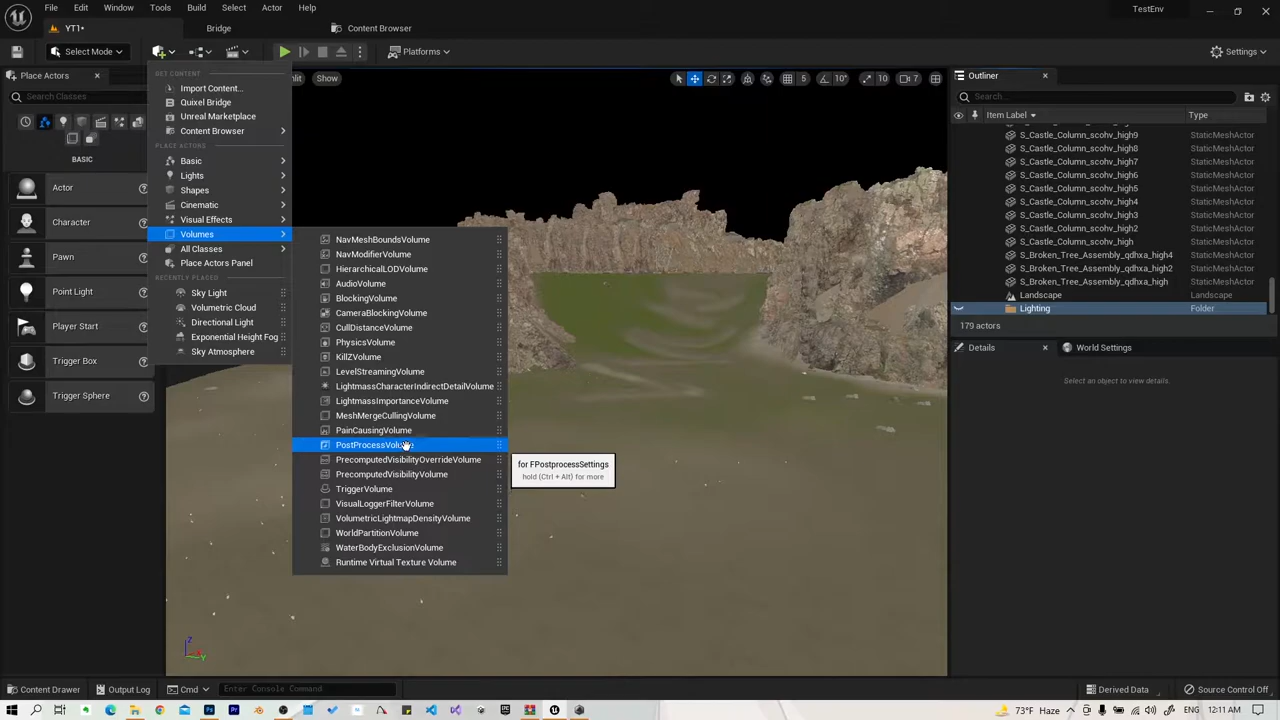 File
Edit
Window
Tools
Build
Select
Actor
Help
TestEnv
YT1*
Bridge
Content Browser
Select Mode
Platforms
Settings
Place Actors
Search Classes
BASIC
Actor
Character
Pawn
Point Light
Player Start
Trigger Box
Trigger Sphere
GET CONTENT
Import Content...
Quixel Bridge
Unreal Marketplace
Content Browser
PLACE ACTORS
Basic
Lights
Shapes
Cinematic
Visual Effects
Volumes
All Classes
Place Actors Panel
RECENTLY PLACED
Sky Light
Volumetric Cloud
Directional Light
Exponential Height Fog
Sky Atmosphere
Show
5
10°
10
7
NavMeshBoundsVolume
NavModifierVolume
HierarchicalLODVolume
AudioVolume
BlockingVolume
CameraBlockingVolume
CullDistanceVolume
PhysicsVolume
KillZVolume
LevelStreamingVolume
LightmassCharacterIndirectDetailVolume
LightmassImportanceVolume
MeshMergeCullingVolume
PainCausingVolume
PostProcessVolume
PrecomputedVisibilityOverrideVolume
PrecomputedVisibilityVolume
TriggerVolume
VisualLoggerFilterVolume
VolumetricLightmapDensityVolume
WorldPartitionVolume
WaterBodyExclusionVolume
Runtime Virtual Texture Volume
for FPostprocessSettings
hold (Ctrl + Alt) for more
Outliner
Search...
Item Label
Type
S_Castle_Column_scohv_high9 StaticMeshActor
S_Castle_Column_scohv_high8 StaticMeshActor
S_Castle_Column_scohv_high7 StaticMeshActor
S_Castle_Column_scohv_high6 StaticMeshActor
S_Castle_Column_scohv_high5 StaticMeshActor
S_Castle_Column_scohv_high4 StaticMeshActor
S_Castle_Column_scohv_high3 StaticMeshActor
S_Castle_Column_scohv_high2 StaticMeshActor
S_Castle_Column_scohv_high StaticMeshActor
S_Broken_Tree_Assembly_qdhxa_high4 StaticMeshActor
S_Broken_Tree_Assembly_qdhxa_high2 StaticMeshActor
S_Broken_Tree_Assembly_qdhxa_high StaticMeshActor
Landscape Landscape
Lighting Folder
179 actors
Details
World Settings
Select an object to view details.
Z
Y
Content Drawer
Output Log
Cmd
Enter Console Command
Derived Data
Source Control Off
73°F Haze
12:11 AM